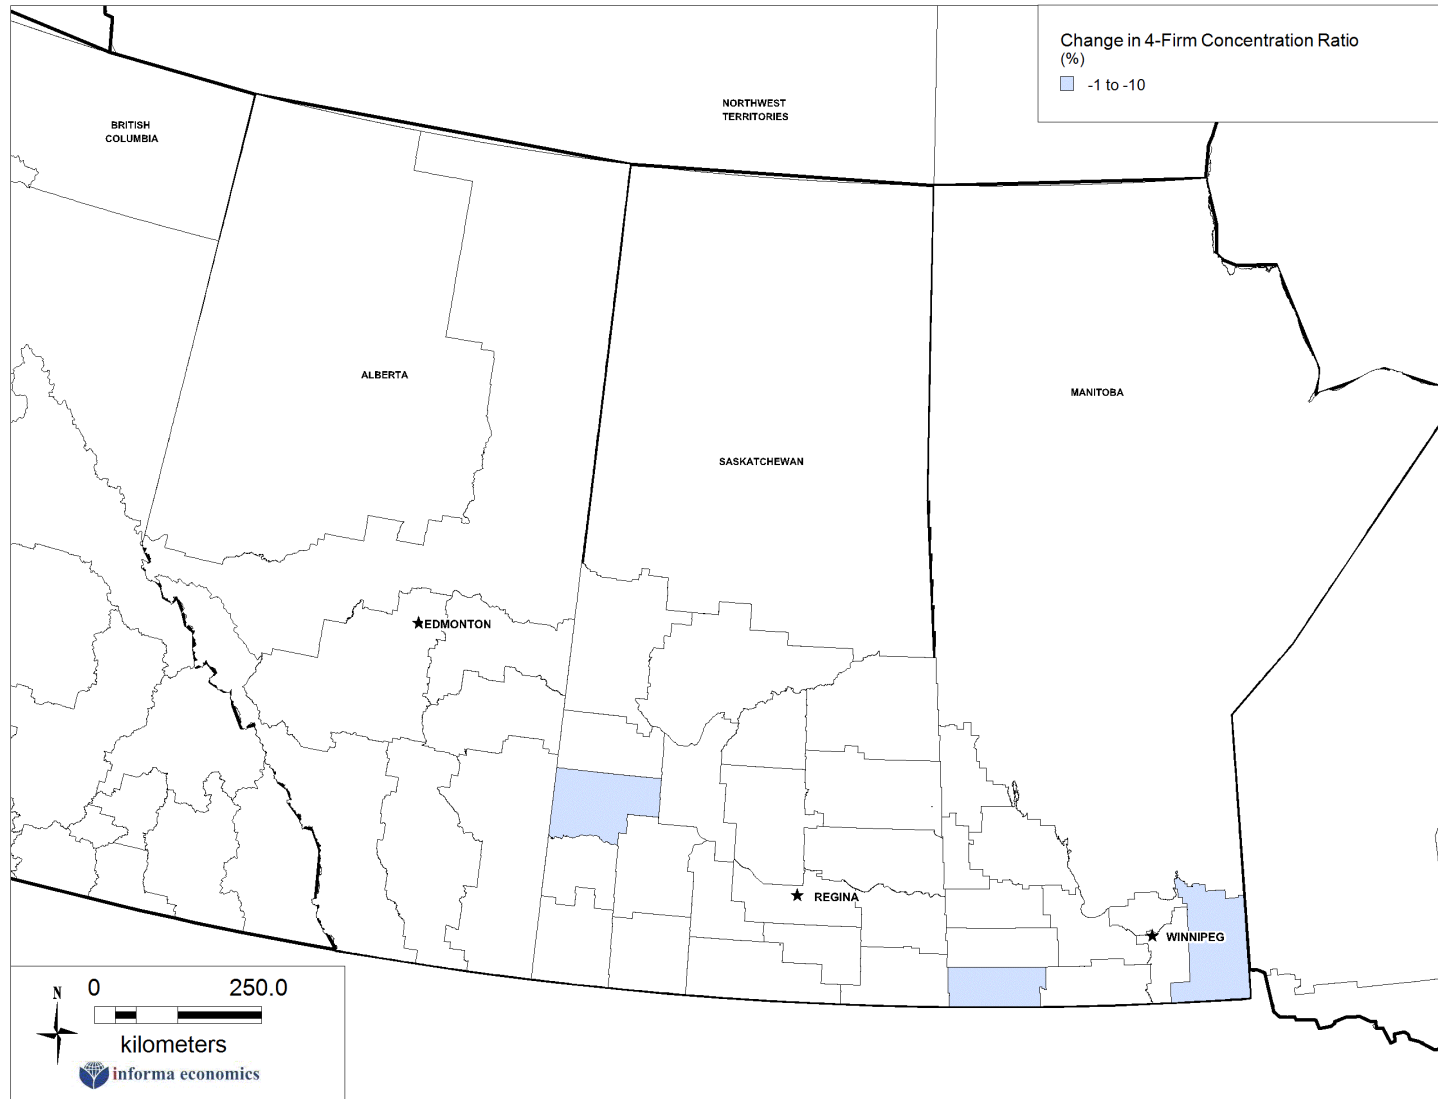 Change in 4-Firm Concentration Ratio
(%)
-1 to -10
NORTHWEST
TERRITORIES
BRITISH
COLUMBIA
ALBERTA
MANITOBA
SASKATCHEWAN
EDMONTON
REGINA
WINNIPEG
N
0 250.0
kilometers
informa economics